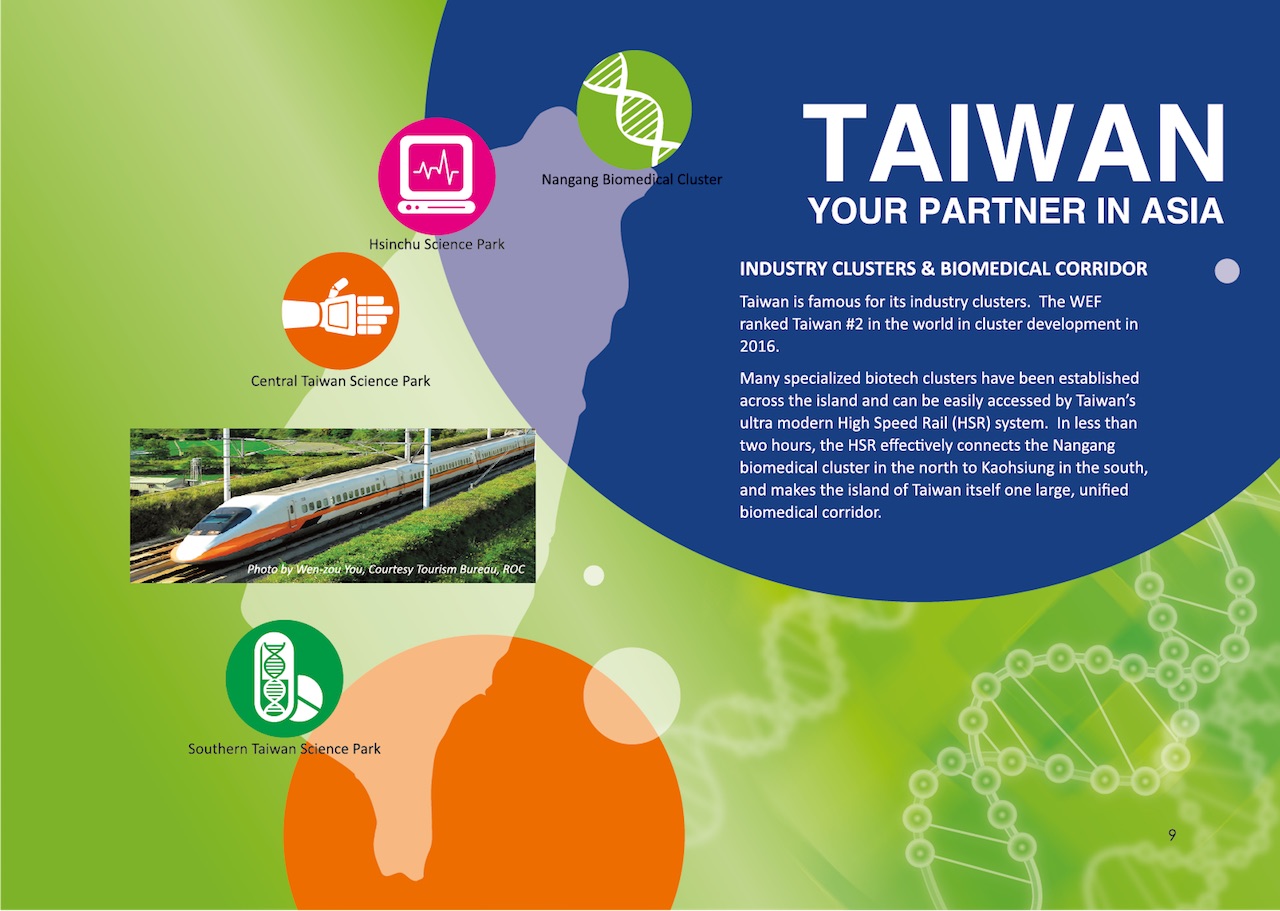 TAIWAN
YOUR PARTNER IN ASIA
Nangang Biomedical Cluster
Hsinchu Science Park
Central Taiwan Science Park
Photo by Wen-zou You, Courtesy Tourism Bureau, ROC
Southern Taiwan Science Park
INDUSTRY CLUSTERS & BIOMEDICAL CORRIDOR
Taiwan is famous for its industry clusters.  The WEF
ranked Taiwan #2 in the world in cluster development in
2016.
Many specialized biotech clusters have been established
across the island and can be easily accessed by Taiwan's
ultra modern High Speed Rail (HSR) system.  In less than
two hours, the HSR effectively connects the Nangang
biomedical cluster in the north to Kaohsiung in the south,
and makes the island of Taiwan itself one large, unified
biomedical corridor.
9